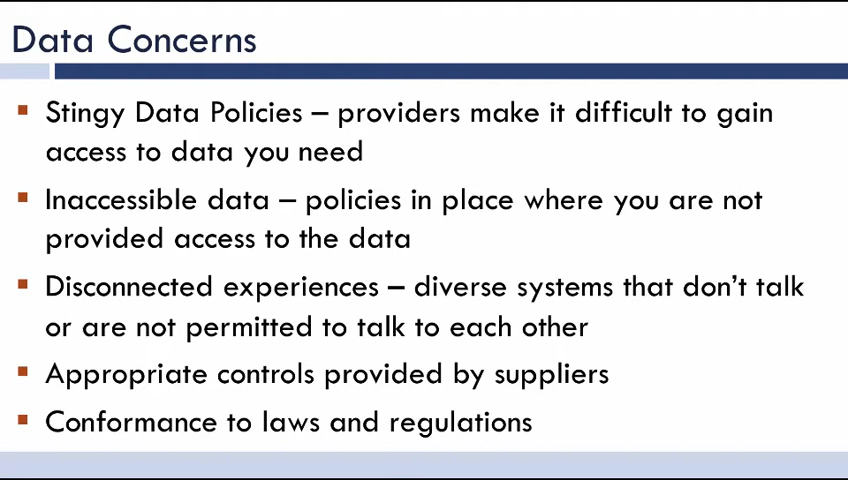 Data Concerns
▪ Stingy Data Policies – providers make it difficult to gain
access to data you need
▪ Inaccessible data – policies in place where you are not
provided access to the data
▪ Disconnected experiences – diverse systems that don’t talk
or are not permitted to talk to each other
▪ Appropriate controls provided by suppliers
▪ Conformance to laws and regulations